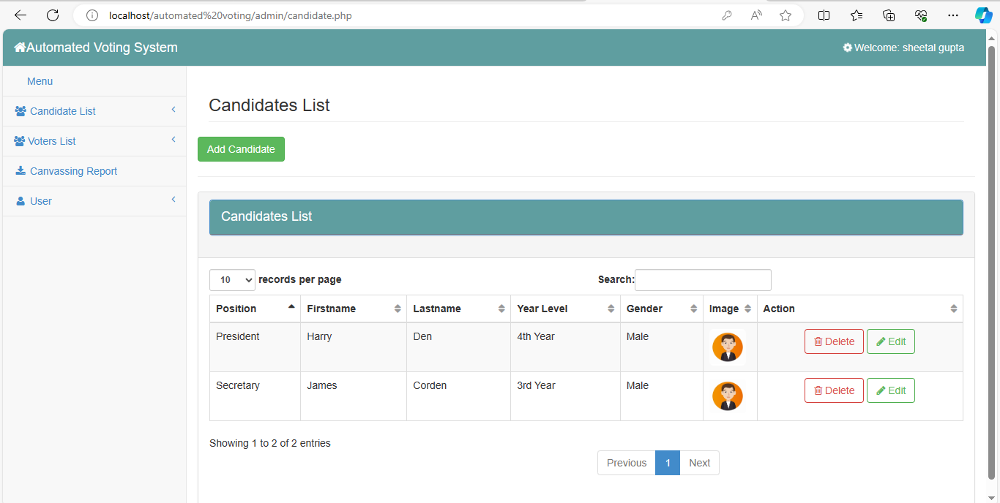 localhost/automated%20voting/admin/candidate.php
Automated Voting System
Welcome: sheetal gupta
Menu
Candidate List
Voters List
Canvassing Report
User
Candidates List
Add Candidate
Candidates List
10 records per page Search:
Position Firstname Lastname Year Level Gender Image Action
President Harry Den 4th Year Male Delete Edit
Secretary James Corden 3rd Year Male Delete Edit
Showing 1 to 2 of 2 entries
Previous 1 Next